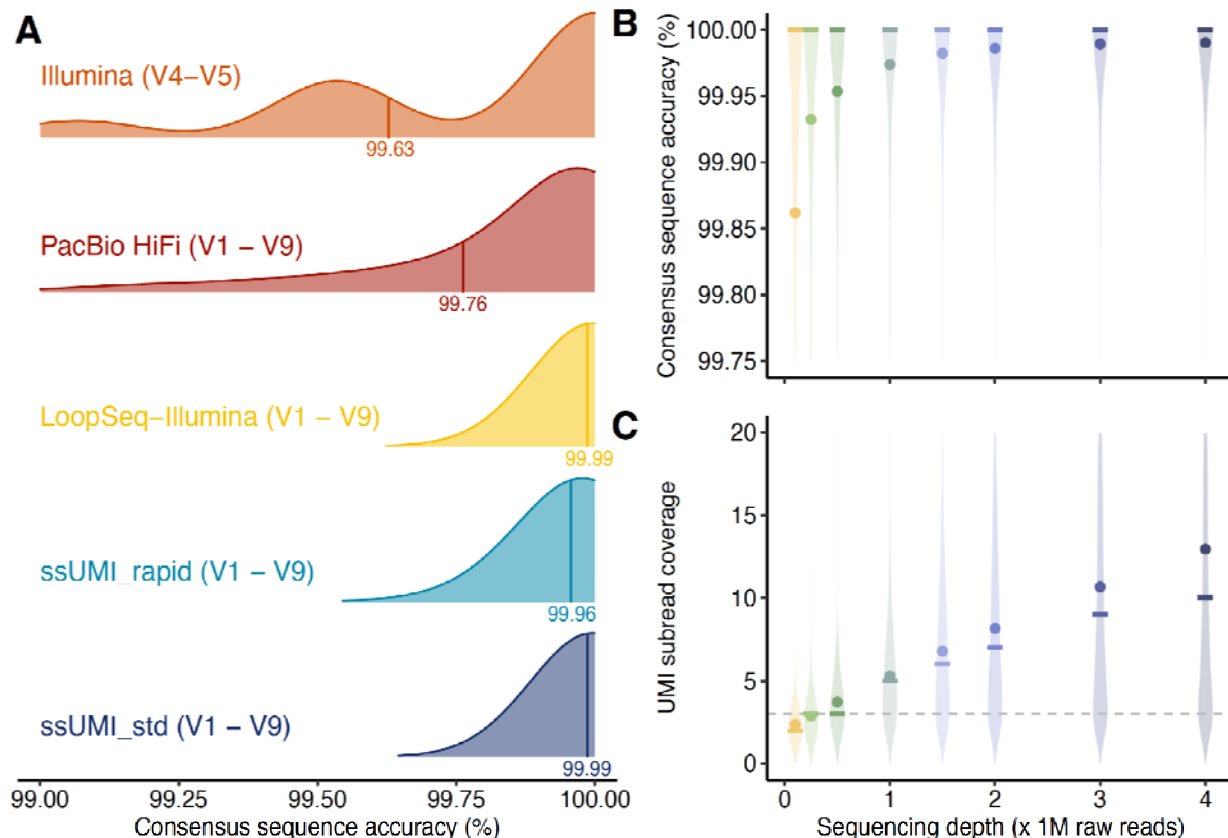 A
Illumina (V4–V5)
99.63
PacBio HiFi (V1 – V9)
99.76
LoopSeq–Illumina (V1 – V9)
99.99
ssUMI_rapid (V1 – V9)
99.96
ssUMI_std (V1 – V9)
99.99
99.00 99.25 99.50 99.75 100.00
Consensus sequence accuracy (%)
B
Consensus sequence accuracy (%)
100.00
99.95
99.90
99.85
99.80
99.75
C
UMI subread coverage
20
15
10
5
0
0 1 2 3 4
Sequencing depth (x 1M raw reads)